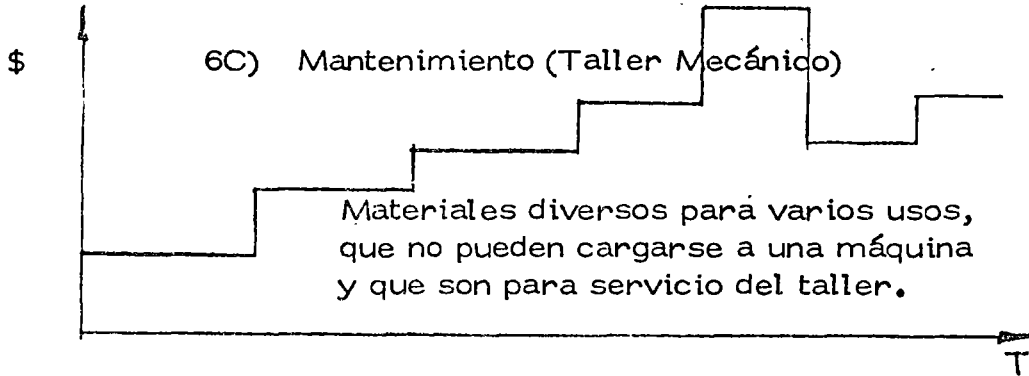 $
6C) Mantenimiento (Taller Mecánico)
Materiales diversos para varios usos,
que no pueden cargarse a una máquina
y que son para servicio del taller.
T